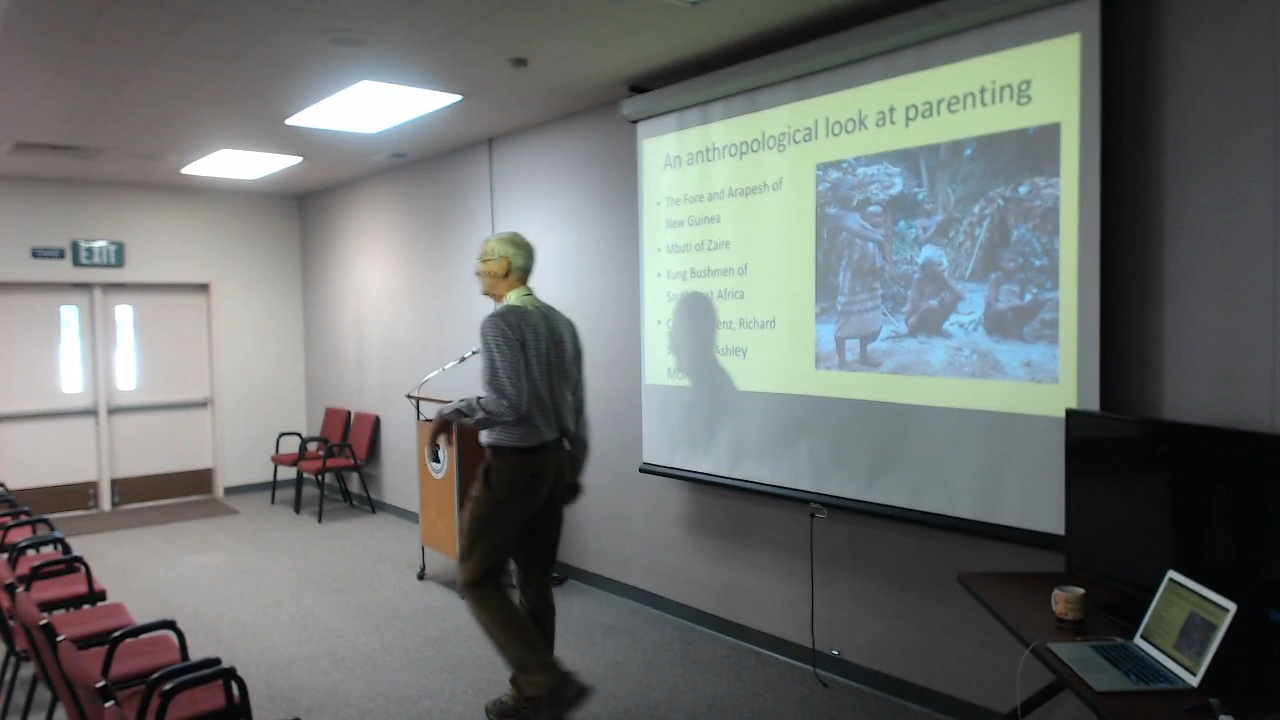 EXIT
An anthropological look at parenting
• The Fore and Arapesh of
New Guinea
• Mbuti of Zaire
• Kung Bushmen of
Africa
Richard
Ashley